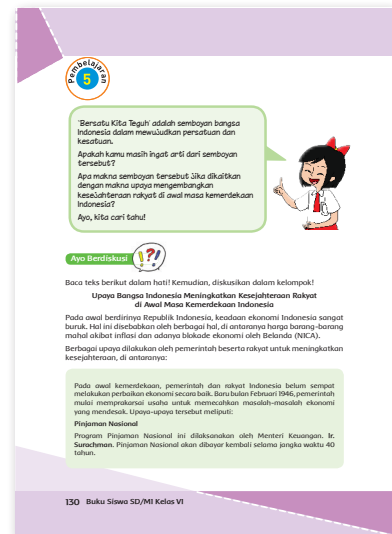 Pembelajaran
5
'Bersatu Kita Teguh' adalah semboyan bangsa
Indonesia dalam mewujudkan persatuan dan
kesatuan.
Apakah kamu masih ingat arti dari semboyan
tersebut?
Apa makna semboyan tersebut jika dikaitkan
dengan makna upaya mengembangkan
kesejahteraan rakyat di awal masa kemerdekaan
Indonesia?
Ayo, kita cari tahu!
Ayo Berdiskusi
!?!
Baca teks berikut dalam hati! Kemudian, diskusikan dalam kelompok!
Upaya Bangsa Indonesia Meningkatkan Kesejahteraan Rakyat
di Awal Masa Kemerdekaan Indonesia
Pada awal berdirinya Republik Indonesia, keadaan ekonomi Indonesia sangat
buruk. Hal ini disebabkan oleh berbagai hal, di antaranya harga barang-barang
mahal akibat inflasi dan adanya blokade ekonomi oleh Belanda (NICA).
Berbagai upaya dilakukan oleh pemerintah beserta rakyat untuk meningkatkan
kesejahteraan, di antaranya:
Pada awal kemerdekaan, pemerintah dan rakyat Indonesia belum sempat
melakukan perbaikan ekonomi secara baik. Baru bulan Februari 1946, pemerintah
mulai memprakarsai usaha untuk memecahkan masalah-masalah ekonomi
yang mendesak. Upaya-upaya tersebut meliputi:
Pinjaman Nasional
Program Pinjaman Nasional ini dilaksanakan oleh Menteri Keuangan, Ir.
Surachman. Pinjaman Nasional akan dibayar kembali selama jangka waktu 40
tahun.
130 Buku Siswa SD/MI Kelas VI